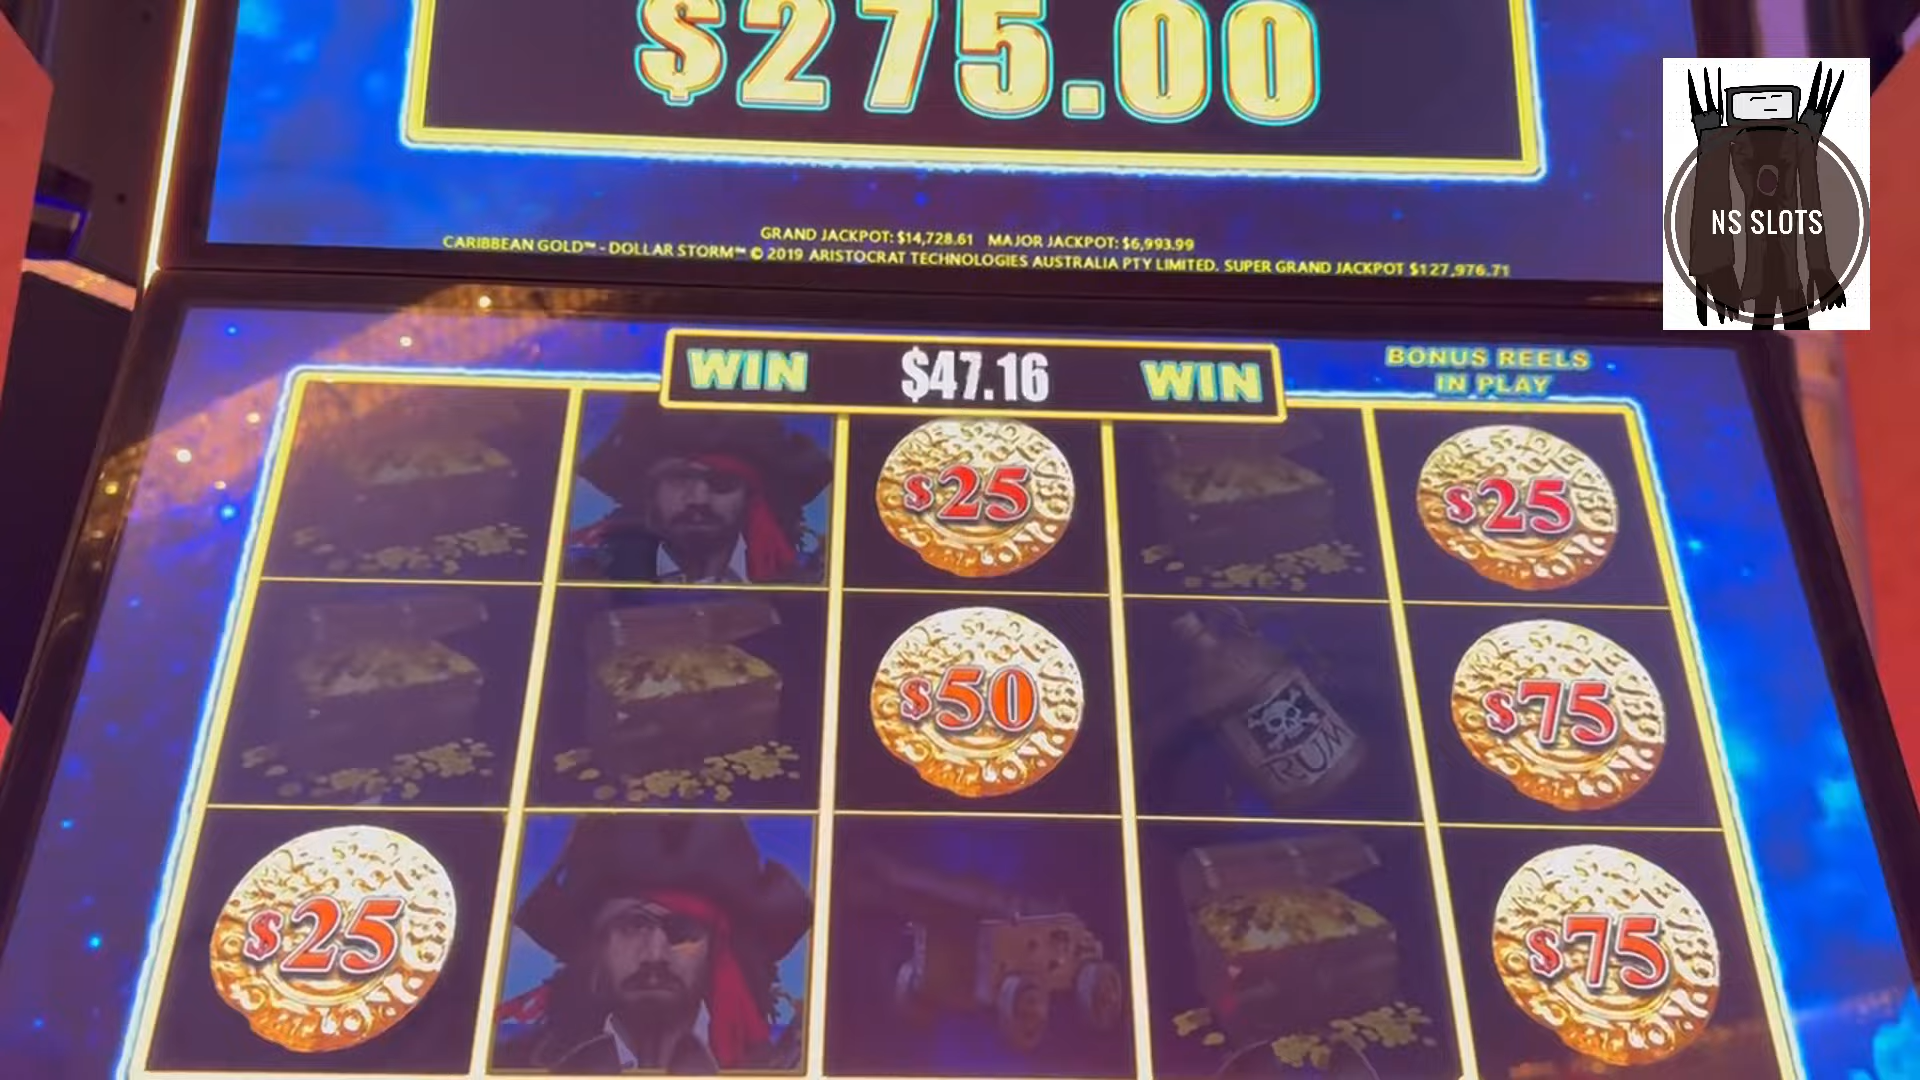 $275.00
GRAND JACKPOT: $14,728.61 MAJOR JACKPOT: $6,993.99
CARIBBEAN GOLD™ - DOLLAR STORM™ © 2019 ARISTOCRAT TECHNOLOGIES AUSTRALIA PTY LIMITED. SUPER GRAND JACKPOT $127,976.71
NS SLOTS
WIN $47.16 WIN
BONUS REELS
IN PLAY
$25 $25
$50 $75
RUM
$25 $75